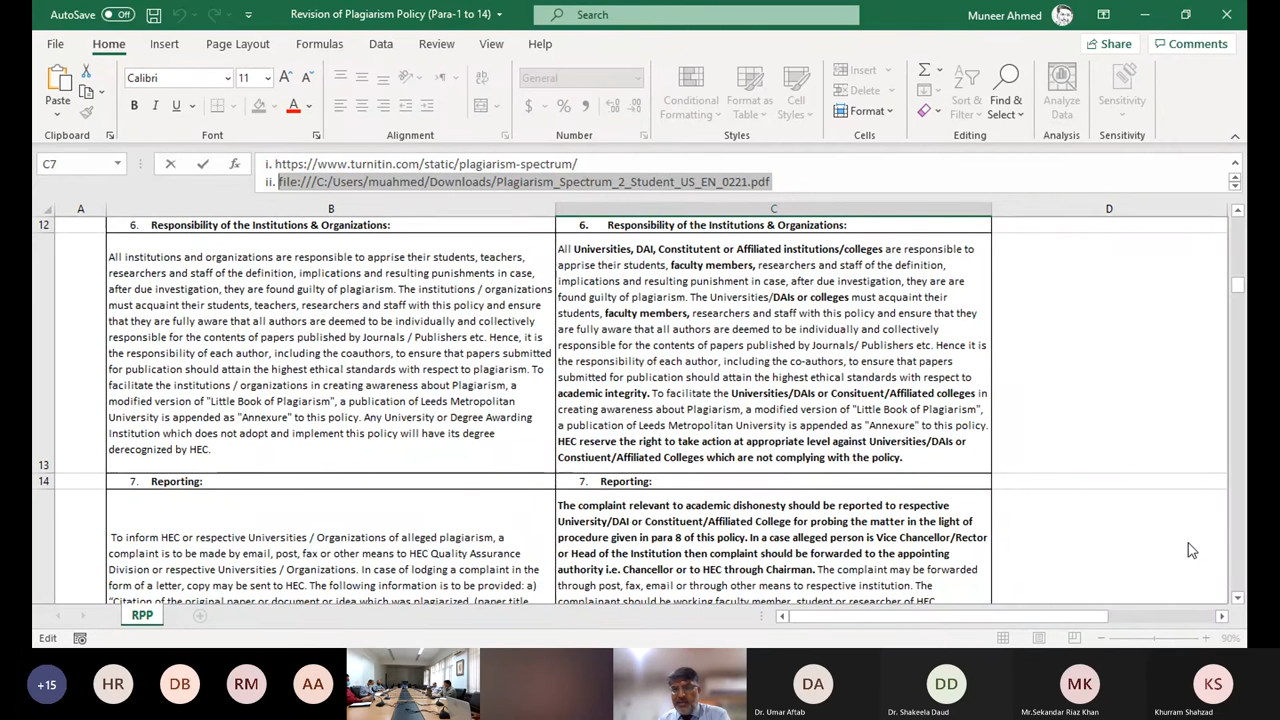 AutoSave Off
Revision of Plagiarism Policy (Para-1 to 14)
Search
Muneer Ahmed
File Home Insert Page Layout Formulas Data Review View Help
Share Comments
Paste
Calibri 11
General
Conditional Formatting
Format as Table
Cell Styles
Insert
Delete
Format
Sort & Filter
Find & Select
Analyze Data
Sensitivity
Clipboard Font Alignment Number Styles Cells Editing Analysis Sensitivity
C7
i. https://www.turnitin.com/static/plagiarism-spectrum/
ii. file:///C:/Users/muahmed/Downloads/Plagiarism_Spectrum_2_Student_US_EN_0221.pdf
A B C D
12
6. Responsibility of the Institutions & Organizations:
All institutions and organizations are responsible to apprise their students, teachers,
researchers and staff of the definition, implications and resulting punishments in case,
after due investigation, they are found guilty of plagiarism. The institutions / organizations
must acquaint their students, teachers, researchers and staff with this policy and ensure
that they are fully aware that all authors are deemed to be individually and collectively
responsible for the contents of papers published by Journals / Publishers etc. Hence, it is
the responsibility of each author, including the coauthors, to ensure that papers submitted
for publication should attain the highest ethical standards with respect to plagiarism. To
facilitate the institutions / organizations in creating awareness about Plagiarism, a
modified version of "Little Book of Plagiarism", a publication of Leeds Metropolitan
University is appended as "Annexure" to this policy. Any University or Degree Awarding
Institution which does not adopt and implement this policy will have its degree
derecognized by HEC.
6. Responsibility of the Institutions & Organizations:
All Universities, DAI, Constitutent or Affiliated institutions/colleges are responsible to
apprise their students, faculty members, researchers and staff of the definition,
implications and resulting punishment in case, after due investigation, they are are
found guilty of plagiarism. The Universities/DAIs or colleges must acquaint their
students, faculty members, researchers and staff with this policy and ensure that they
are fully aware that all authors are deemed to be individually and collectively
responsible for the contents of papers published by Journals/ Publishers etc. Hence it is
the responsibility of each author, including the co-authors, to ensure that papers
submitted for publication should attain the highest ethical standards with respect to
academic integrity. To facilitate the Universities/DAIs or Consituent/Affiliated colleges in
creating awareness about Plagiarism, a modified version of "Little Book of Plagiarism",
a publication of Leeds Metropolitan University is appended as "Annexure" to this policy.
HEC reserve the right to take action at appropriate level against Universities/DAIs or
Constiuent/Affiliated Colleges which are not complying with the policy.
13
14
7. Reporting:
To inform HEC or respective Universities / Organizations of alleged plagiarism, a
complaint is to be made by email, post, fax or other means to HEC Quality Assurance
Division or respective Universities / Organizations. In case of lodging a complaint in the
form of a letter, copy may be sent to HEC. The following information is to be provided: a)
"Citation of the original paper or document or idea which was plagiarized, (paper title,
7. Reporting:
The complaint relevant to academic dishonesty should be reported to respective
University/DAI or Constituent/Affiliated College for probing the matter in the light of
procedure given in para 8 of this policy. In a case alleged person is Vice Chancellor/Rector
or Head of the Institution then complaint should be forwarded to the appointing
authority i.e. Chancellor or to HEC through Chairman. The complaint may be forwarded
through post, fax, email or through other means to respective institution. The
complainant should be working faculty member, student or researcher of HEC
RPP
Edit
90%
+15
HR
DB
RM
AA
DA
Dr. Umar Aftab
DD
Dr. Shakeela Daud
MK
Mr.Sekandar Riaz Khan
KS
Khurram Shahzad